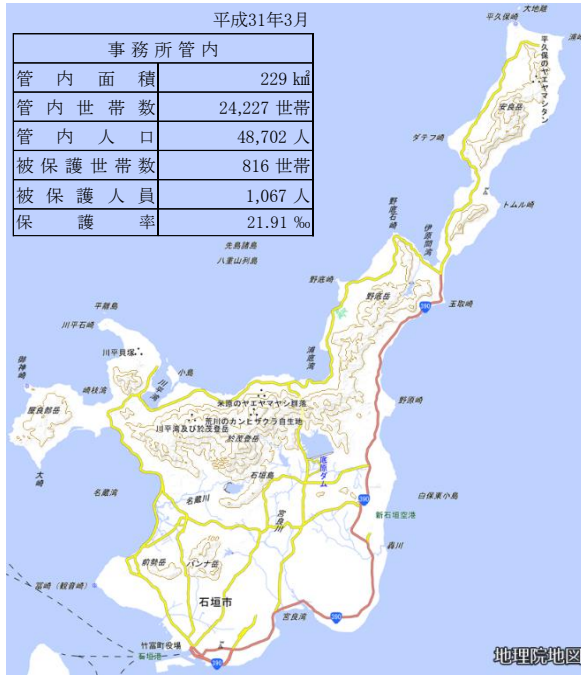 平成31年3月
事務所管内
管内面積 229 k㎡
管内世帯数 24,227 世帯
管内人口 48,702 人
被保護世帯数 816 世帯
被保護人員 1,067 人
保護率 21.91 ‰
大地離
平久保崎
浦崎
平久保のヤエヤマシタン
安良岳
ダテフ崎
トムル崎
野底石崎
伊原間湾
先島諸島
八重山列島
野底崎
野底岳
390
玉取崎
平離島
川平石崎
浦底湾
川平貝塚
小島
川平湾
御神崎
崎枝湾
米原のヤエヤマヤシ群落
野原崎
屋良部岳
荒川のカンヒザクラ自生地
川平湾及び於茂登岳
於茂登岳
大崎
石垣島
底原ダム
名蔵湾
名蔵川
宮良川
390
白保東小島
新石垣空港
轟川
前勢岳
バンナ岳
冨崎(観音崎)
石垣市
宮良湾
390
竹富町役場
石垣港
390
地理院地図